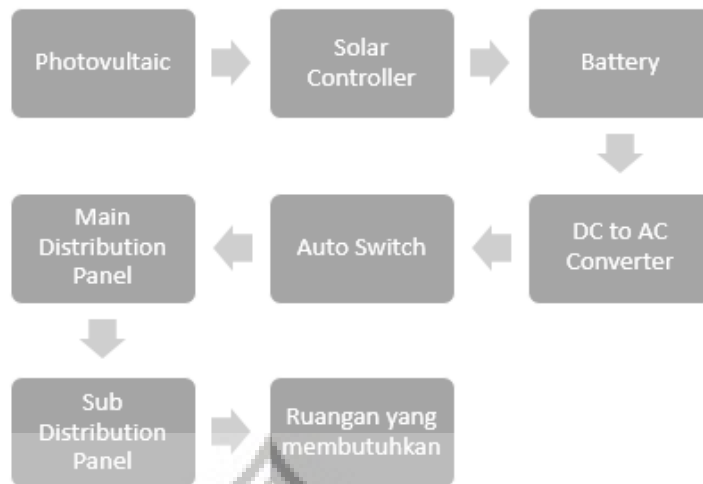 Photovultaic
Solar
Controller
Battery
DC to AC
Converter
Auto Switch
Main
Distribution
Panel
Sub
Distribution
Panel
Ruangan yang
membutuhkan